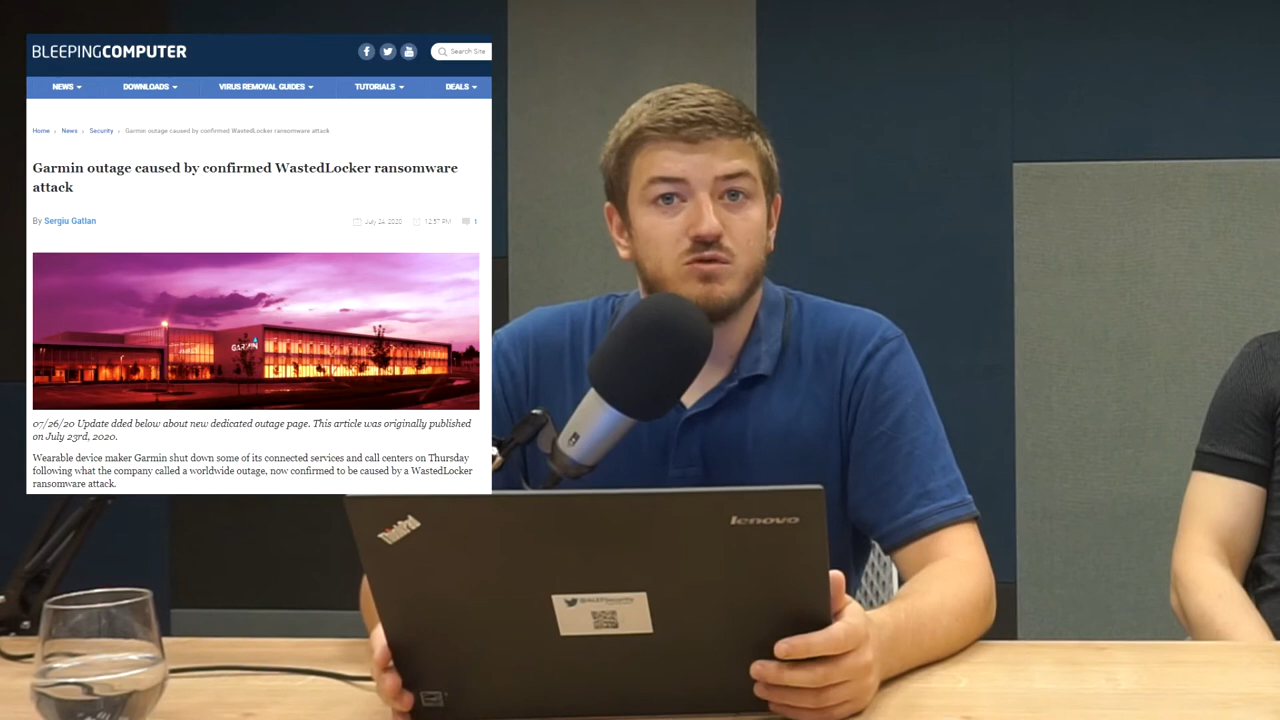 BLEEPINGCOMPUTER
Search Site
NEWS DOWNLOADS VIRUS REMOVAL GUIDES TUTORIALS DEALS
Home › News › Security › Garmin outage caused by confirmed WastedLocker ransomware attack
Garmin outage caused by confirmed WastedLocker ransomware
attack
By Sergiu Gatlan
July 24, 2020 12:57 PM 1
GARMIN
07/26/20 Update dded below about new dedicated outage page. This article was originally published
on July 23rd, 2020.
Wearable device maker Garmin shut down some of its connected services and call centers on Thursday
following what the company called a worldwide outage, now confirmed to be caused by a WastedLocker
ransomware attack.
ThinkPad
lenovo